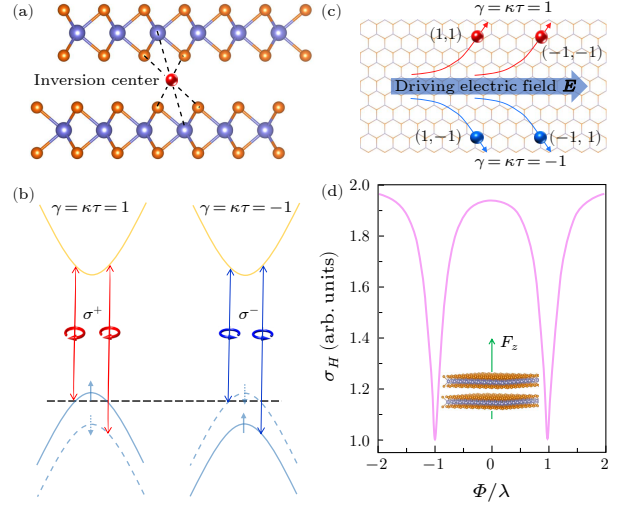 (a)
Inversion center
(b)
γ = κτ = 1
γ = κτ = −1
σ⁺
σ⁻
(c)
γ = κτ = 1
(1,1)
(−1,−1)
Driving electric field E
(1,−1)
(−1, 1)
γ = κτ = −1
(d)
2.0
1.8
1.6
1.4
1.2
1.0
σ_H (arb. units)
F_z
−2
−1
0
1
2
Φ/λ